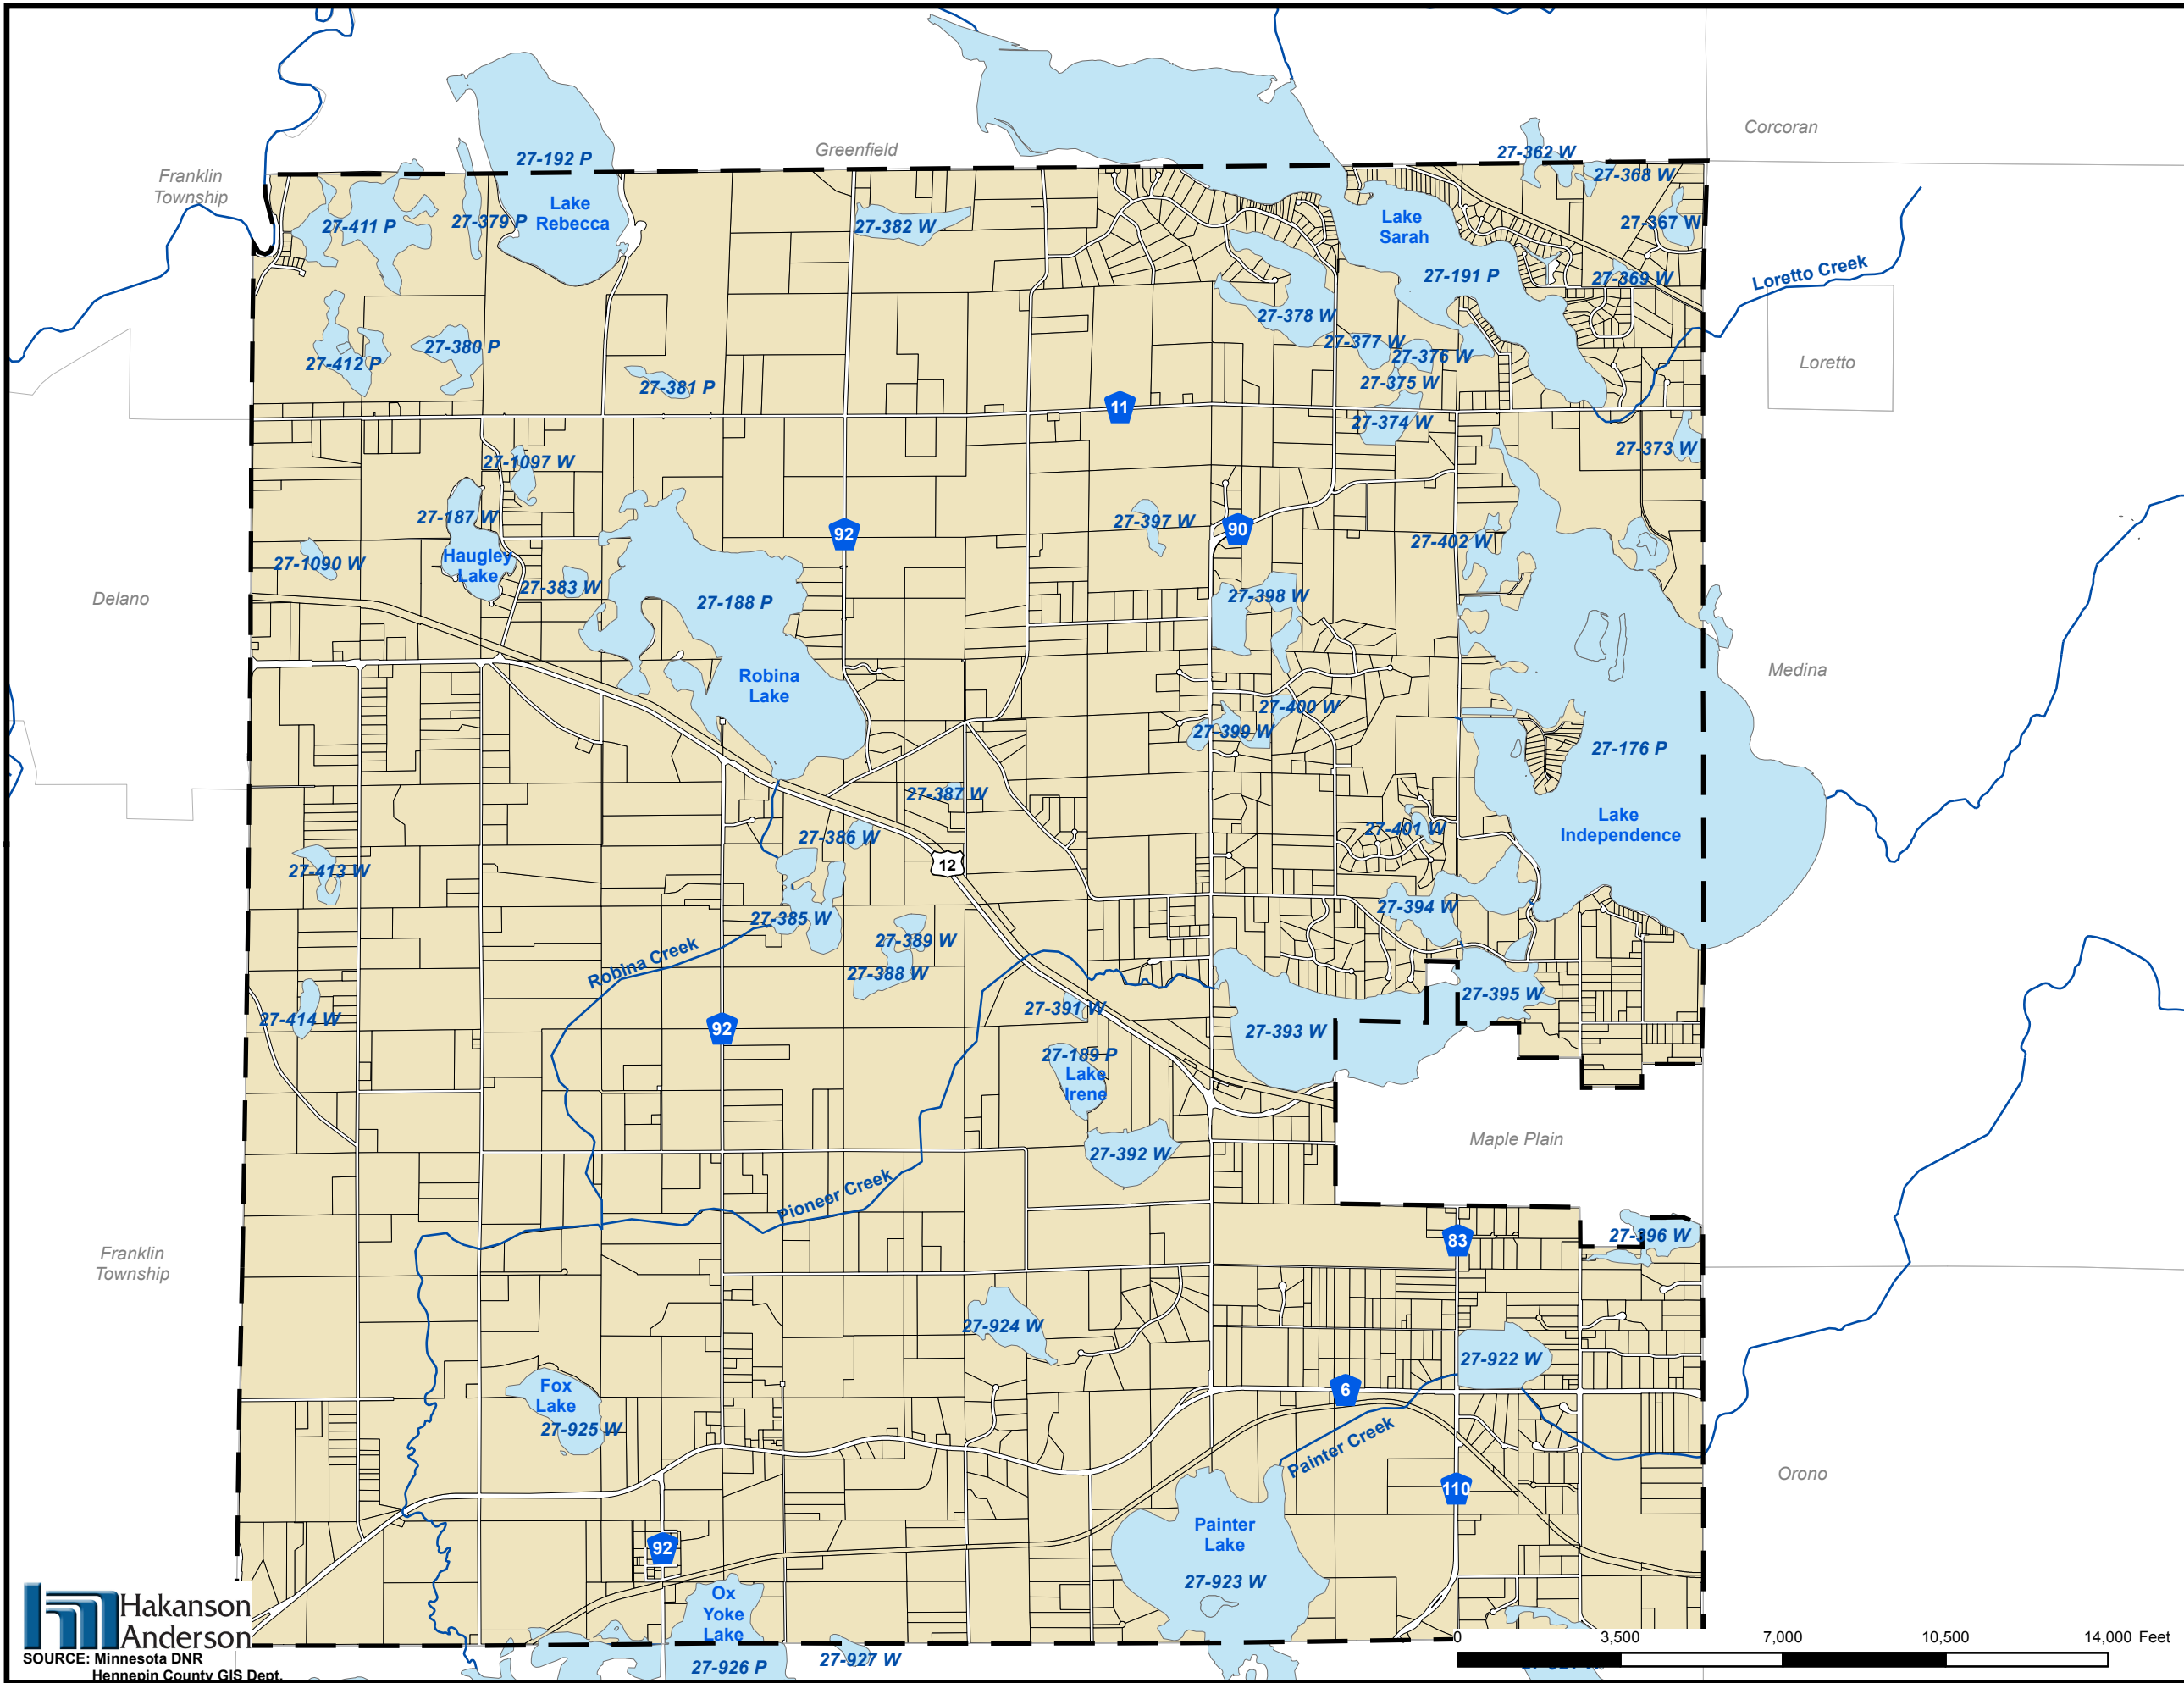 Corcoran
Greenfield
27-362 W
27-192 P
Franklin
Township
27-368 W
Lake
Rebecca
Lake
Sarah
27-411 P
27-379 P
27-382 W
27-367 W
Loretto Creek
27-191 P
27-369 W
27-378 W
27-377 W
27-380 P
27-376 W
27-412 P
Loretto
27-381 P
27-375 W
11
27-374 W
27-373 W
27-1097 W
27-187 W
27-397 W
92
90
27-402 W
Haugley
Lake
27-1090 W
27-383 W
Delano
27-188 P
27-398 W
Medina
Robina
Lake
27-400 W
27-399 W
27-176 P
27-387 W
Lake
Independence
27-386 W
27-401 W
12
27-413 W
27-394 W
27-385 W
27-389 W
Robina Creek
27-388 W
27-395 W
27-391 W
27-414 W
92
27-393 W
27-189 P
Lake
Irene
Maple Plain
27-392 W
Pioneer Creek
27-396 W
83
Franklin
Township
27-924 W
27-922 W
Fox
Lake
6
27-925 W
Painter Creek
Orono
110
Painter
Lake
92
27-923 W
Ox
Yoke
Lake
27-926 P
27-927 W
Hakanson
Anderson
SOURCE: Minnesota DNR
Hennepin County GIS Dept.
0 3,500 7,000 10,500 14,000 Feet